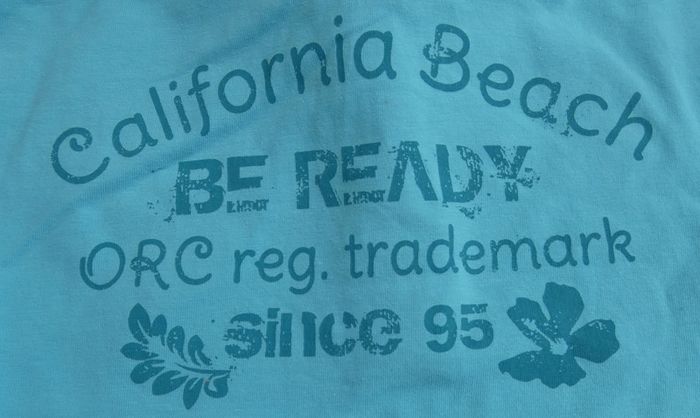 California Beach
BE READY
ORC reg. trademark
since 95